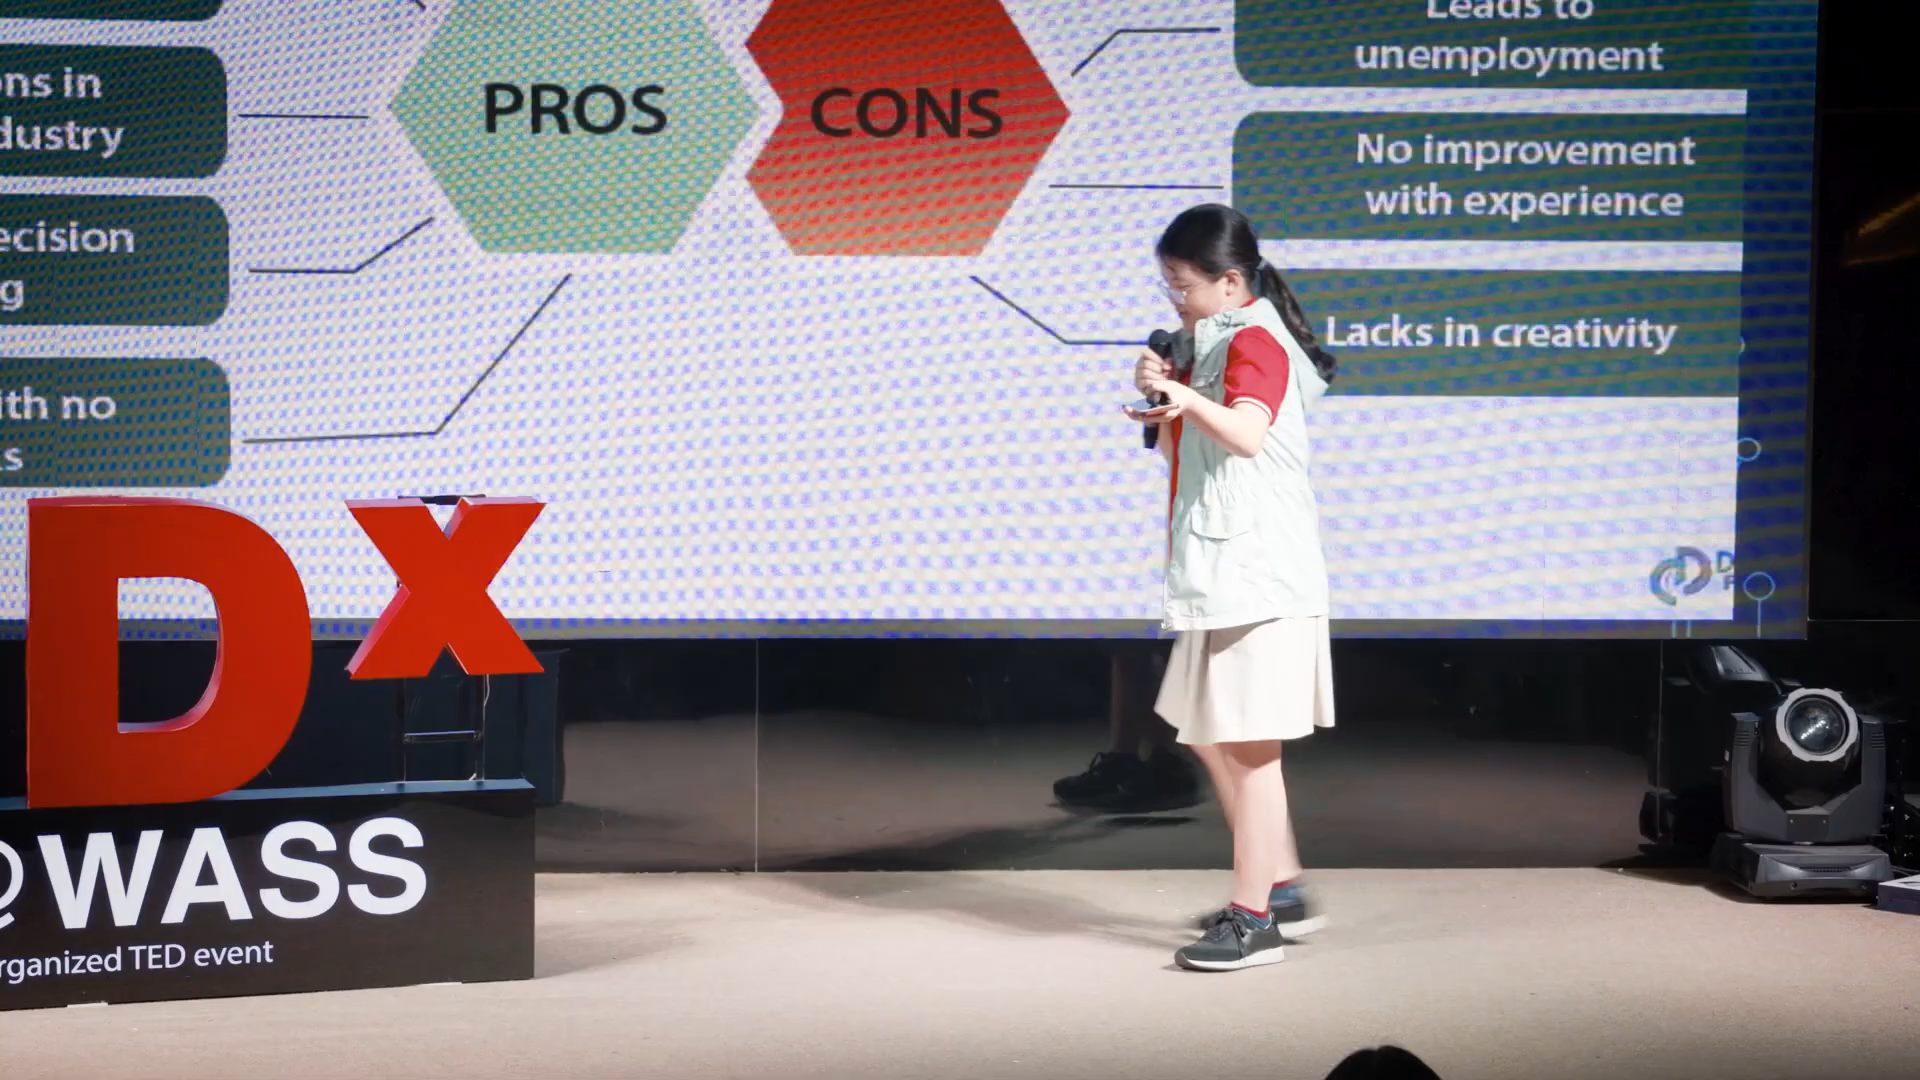 ons in
dustry
ecision
g
ith no
s
PROS
CONS
Leads to
unemployment
No improvement
with experience
Lacks in creativity
D
F
Dx
@WASS
rganized TED event